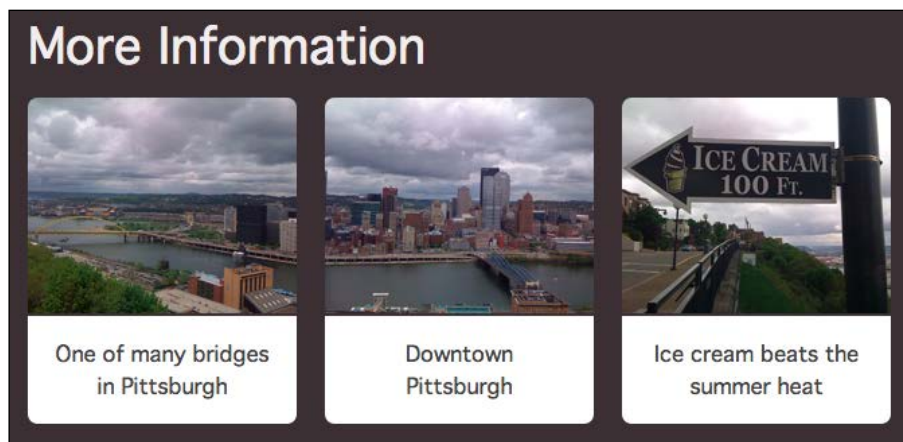 More Information
ICE CREAM
100 FT.
One of many bridges
in Pittsburgh
Downtown
Pittsburgh
Ice cream beats the
summer heat